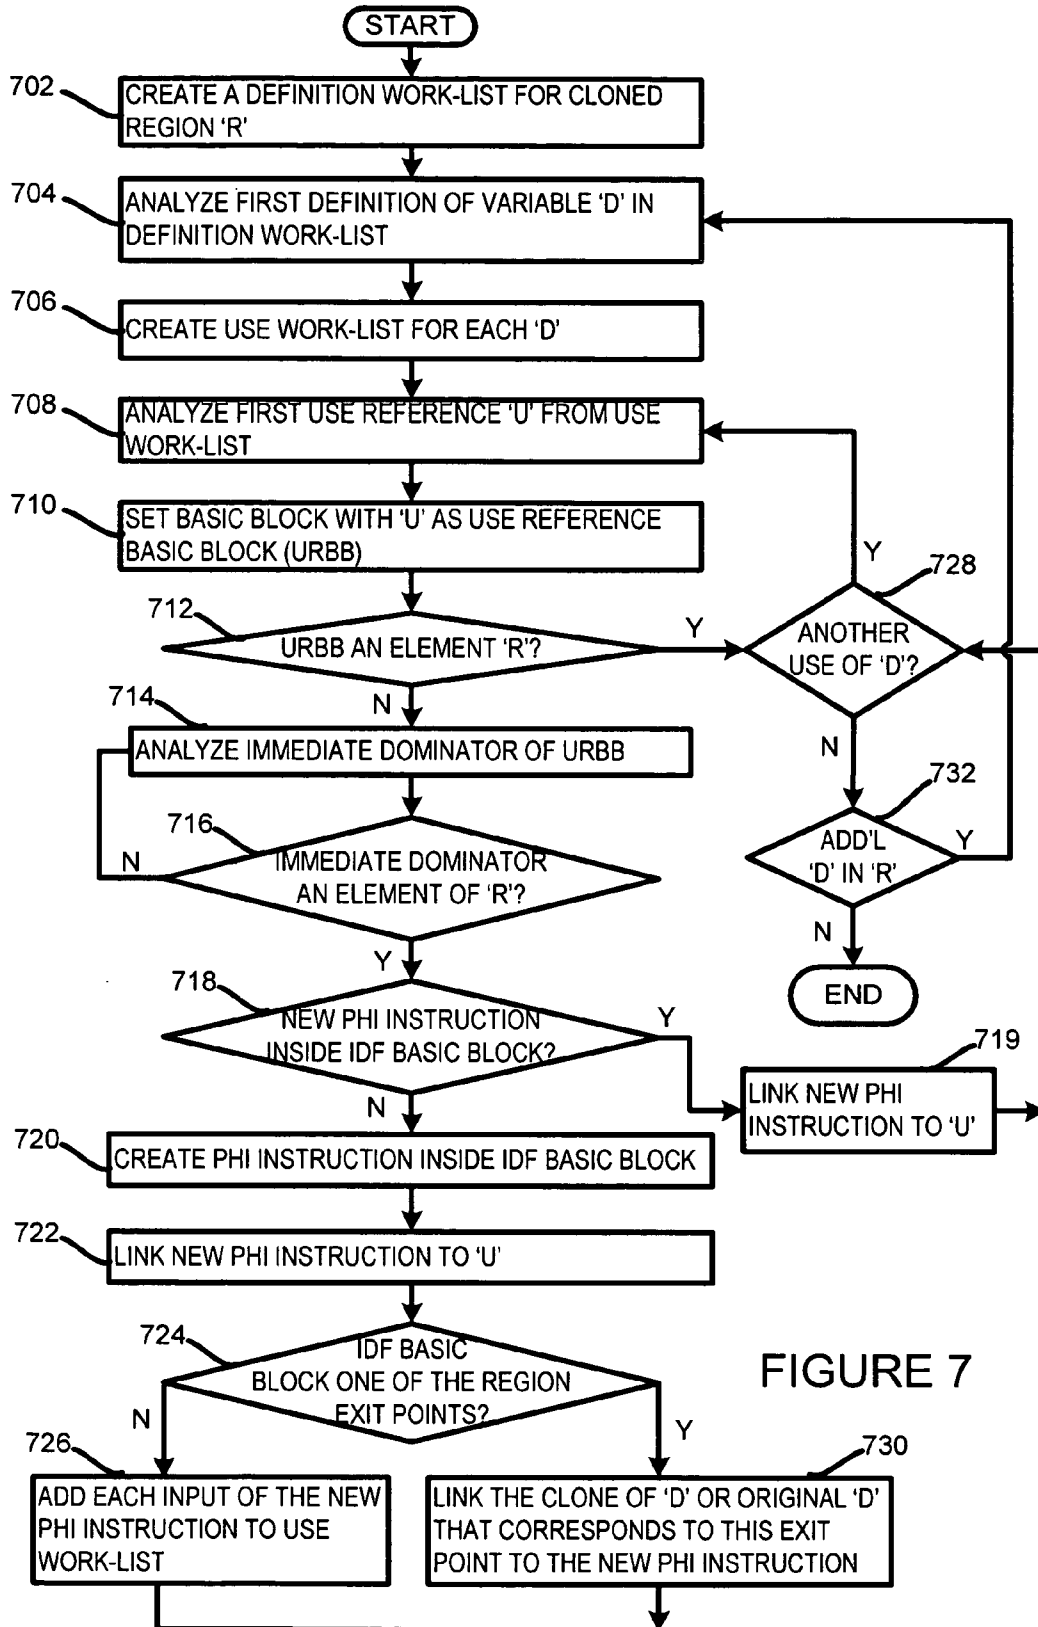 START
702
CREATE A DEFINITION WORK-LIST FOR CLONED
REGION ‘R’
704
ANALYZE FIRST DEFINITION OF VARIABLE ‘D’ IN
DEFINITION WORK-LIST
706
CREATE USE WORK-LIST FOR EACH ‘D’
708
ANALYZE FIRST USE REFERENCE ‘U’ FROM USE
WORK-LIST
710
SET BASIC BLOCK WITH ‘U’ AS USE REFERENCE
BASIC BLOCK (URBB)
712
URBB AN ELEMENT ‘R’?
Y
N
728
ANOTHER
USE OF ‘D’?
Y
N
714
ANALYZE IMMEDIATE DOMINATOR OF URBB
716
IMMEDIATE DOMINATOR
AN ELEMENT OF ‘R’?
N
Y
732
ADD'L
‘D’ IN ‘R’
Y
N
END
718
NEW PHI INSTRUCTION
INSIDE IDF BASIC BLOCK?
Y
N
719
LINK NEW PHI
INSTRUCTION TO ‘U’
720
CREATE PHI INSTRUCTION INSIDE IDF BASIC BLOCK
722
LINK NEW PHI INSTRUCTION TO ‘U’
724
IDF BASIC
BLOCK ONE OF THE REGION
EXIT POINTS?
N
Y
FIGURE 7
726
ADD EACH INPUT OF THE NEW
PHI INSTRUCTION TO USE
WORK-LIST
730
LINK THE CLONE OF ‘D’ OR ORIGINAL ‘D’
THAT CORRESPONDS TO THIS EXIT
POINT TO THE NEW PHI INSTRUCTION